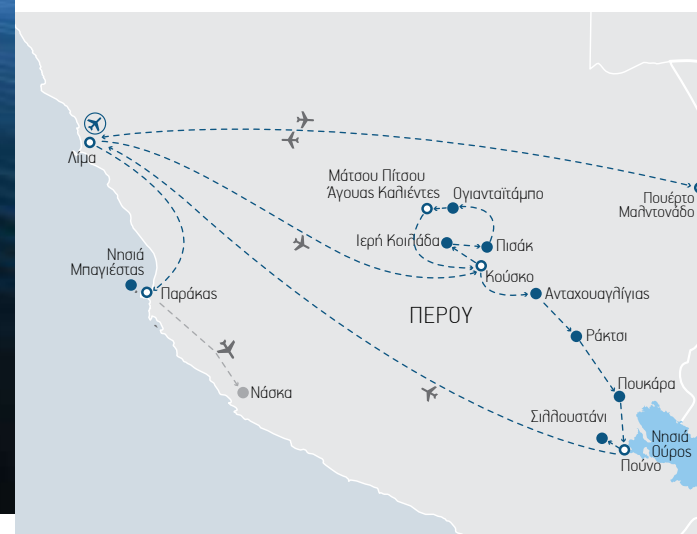 Λίμα
Μάτσου Πίτσου
Άγουας Καλιέντες
Ογιανταϊτάμπο
Πουέρτο
Μαλντονάδο
Ιερή Κοιλάδα
Πισάκ
Κούσκο
Νησιά
Μπαγιέστας
Παράκας
Ανταχουαγλίγιας
ΠΕΡΟΥ
Ράκτσι
Νάσκα
Πουκάρα
Σιλλουστάνι
Νησιά
Ούρος
Πούνο